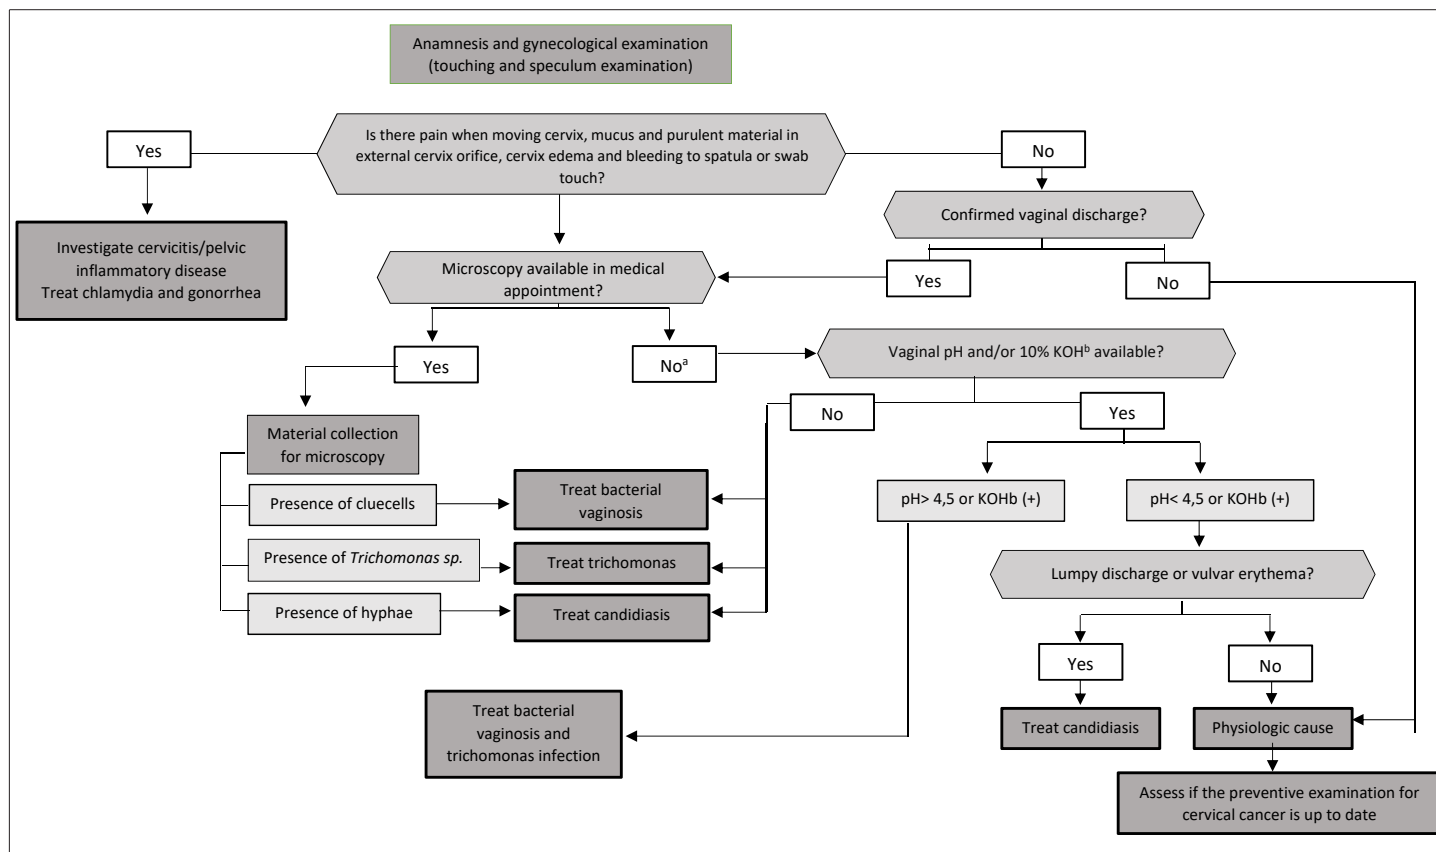 Anamnesis and gynecological examination
(touching and speculum examination)
Yes
Is there pain when moving cervix, mucus and purulent material in
external cervix orifice, cervix edema and bleeding to spatula or swab
touch?
No
Confirmed vaginal discharge?
Investigate cervicitis/pelvic
inflammatory disease
Treat chlamydia and gonorrhea
Microscopy available in medical
appointment?
Yes
No
Yes
Noᵃ
Vaginal pH and/or 10% KOHᵇ available?
No
Yes
Material collection
for microscopy
Presence of cluecells
Treat bacterial
vaginosis
pH> 4,5 or KOHb (+)
pH< 4,5 or KOHb (+)
Presence of Trichomonas sp.
Treat trichomonas
Lumpy discharge or vulvar erythema?
Presence of hyphae
Treat candidiasis
Yes
No
Treat bacterial
vaginosis and
trichomonas infection
Treat candidiasis
Physiologic cause
Assess if the preventive examination for
cervical cancer is up to date